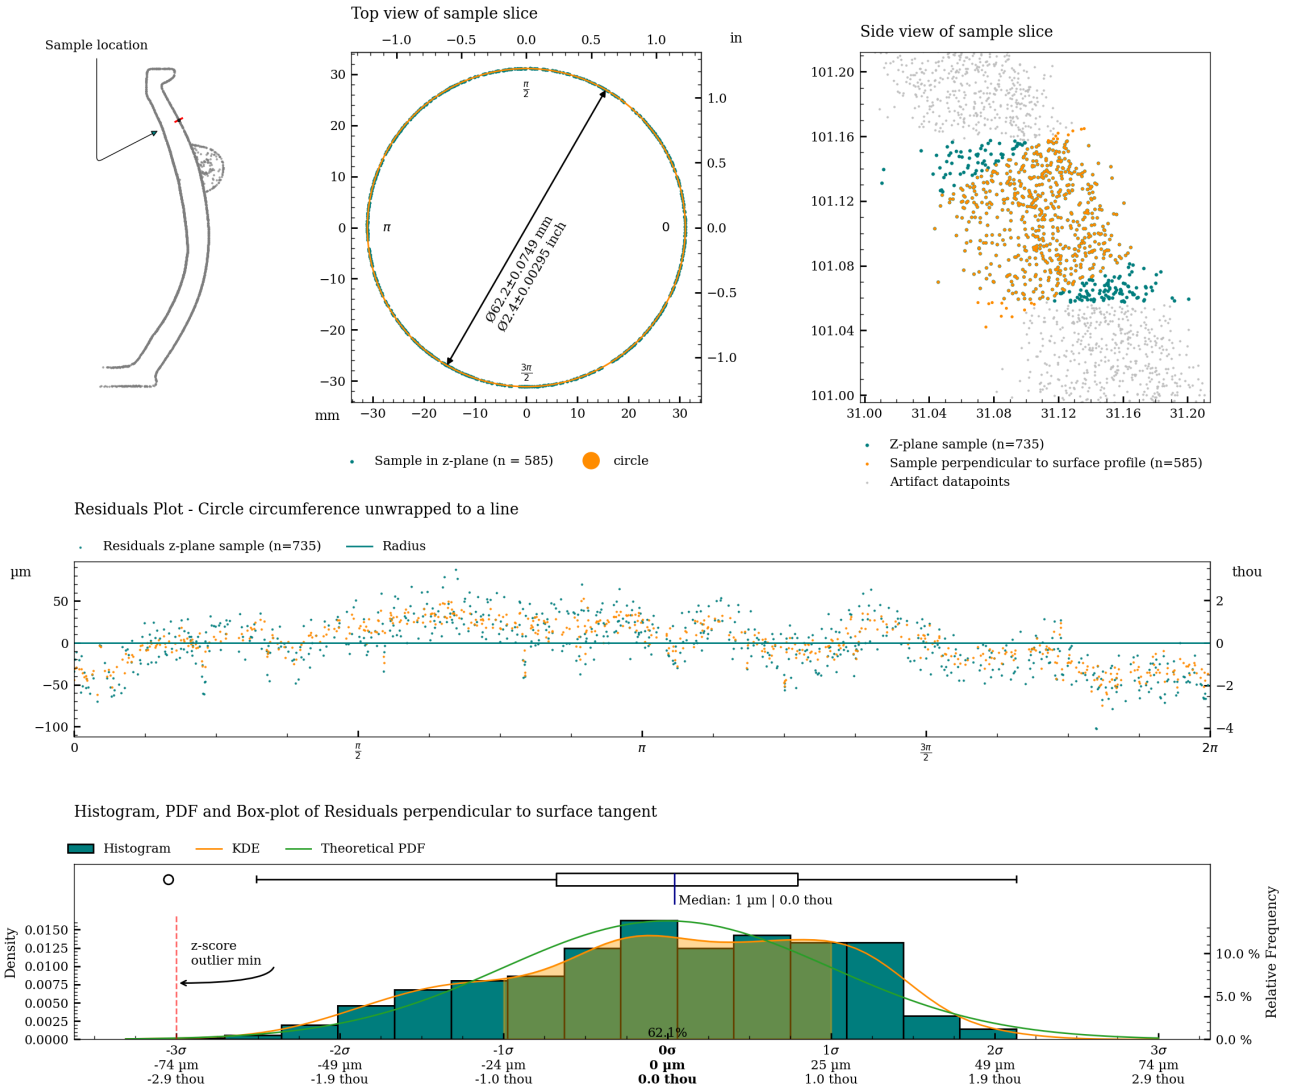 Sample location
Top view of sample slice
−1.0 −0.5 0.0 0.5 1.0 in
30
20
10
0
−10
−20
−30
mm
π/2
π
0
3π/2
Ø62.2±0.0749 mm
Ø2.4±0.00295 inch
1.0
0.5
0.0
−0.5
−1.0
−30 −20 −10 0 10 20 30
Sample in z-plane (n = 585) circle
Side view of sample slice
101.20
101.16
101.12
101.08
101.04
101.00
31.00 31.04 31.08 31.12 31.16 31.20
Z-plane sample (n=735)
Sample perpendicular to surface profile (n=585)
Artifact datapoints
Residuals Plot - Circle circumference unwrapped to a line
Residuals z-plane sample (n=735) Radius
µm
thou
50
0
−50
−100
2
0
−2
−4
0 π/2 π 3π/2 2π
Histogram, PDF and Box-plot of Residuals perpendicular to surface tangent
Histogram KDE Theoretical PDF
Median: 1 µm | 0.0 thou
z-score
outlier min
62.1%
Density
0.0150
0.0125
0.0100
0.0075
0.0050
0.0025
0.0000
Relative Frequency
10.0 %
5.0 %
0.0 %
-3σ -2σ -1σ 0σ 1σ 2σ 3σ
-74 µm -49 µm -24 µm 0 µm 25 µm 49 µm 74 µm
-2.9 thou -1.9 thou -1.0 thou 0.0 thou 1.0 thou 1.9 thou 2.9 thou